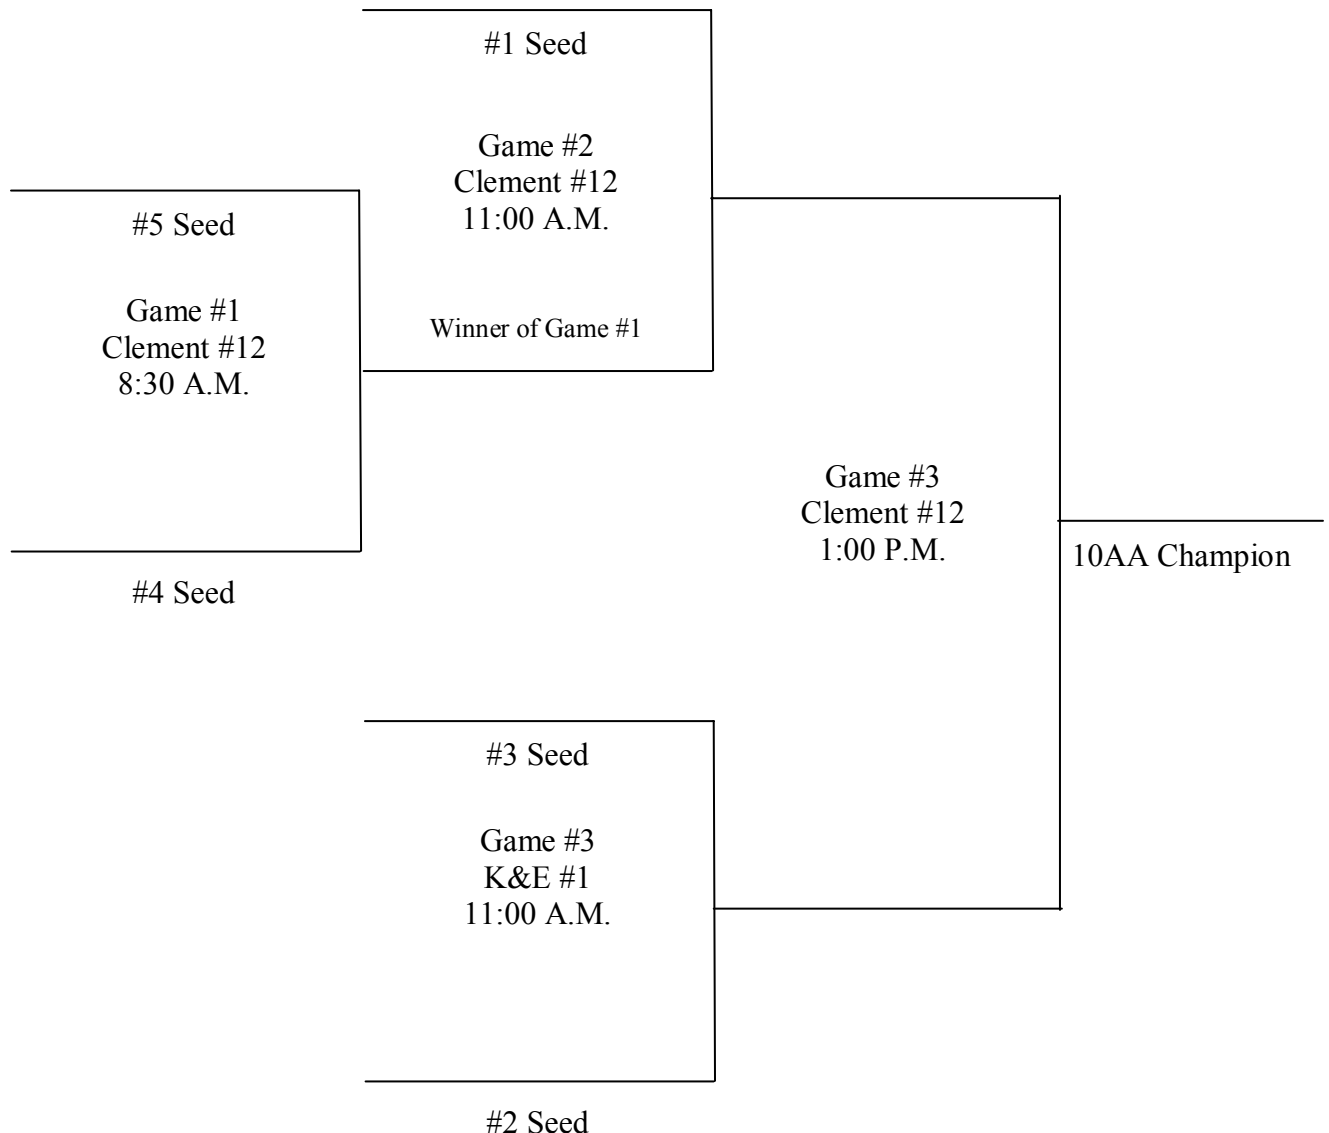 #1 Seed
Game #2
Clement #12
11:00 A.M.
Winner of Game #1
#5 Seed
Game #1
Clement #12
8:30 A.M.
#4 Seed
Game #3
Clement #12
1:00 P.M.
10AA Champion
#3 Seed
Game #3
K&E #1
11:00 A.M.
#2 Seed